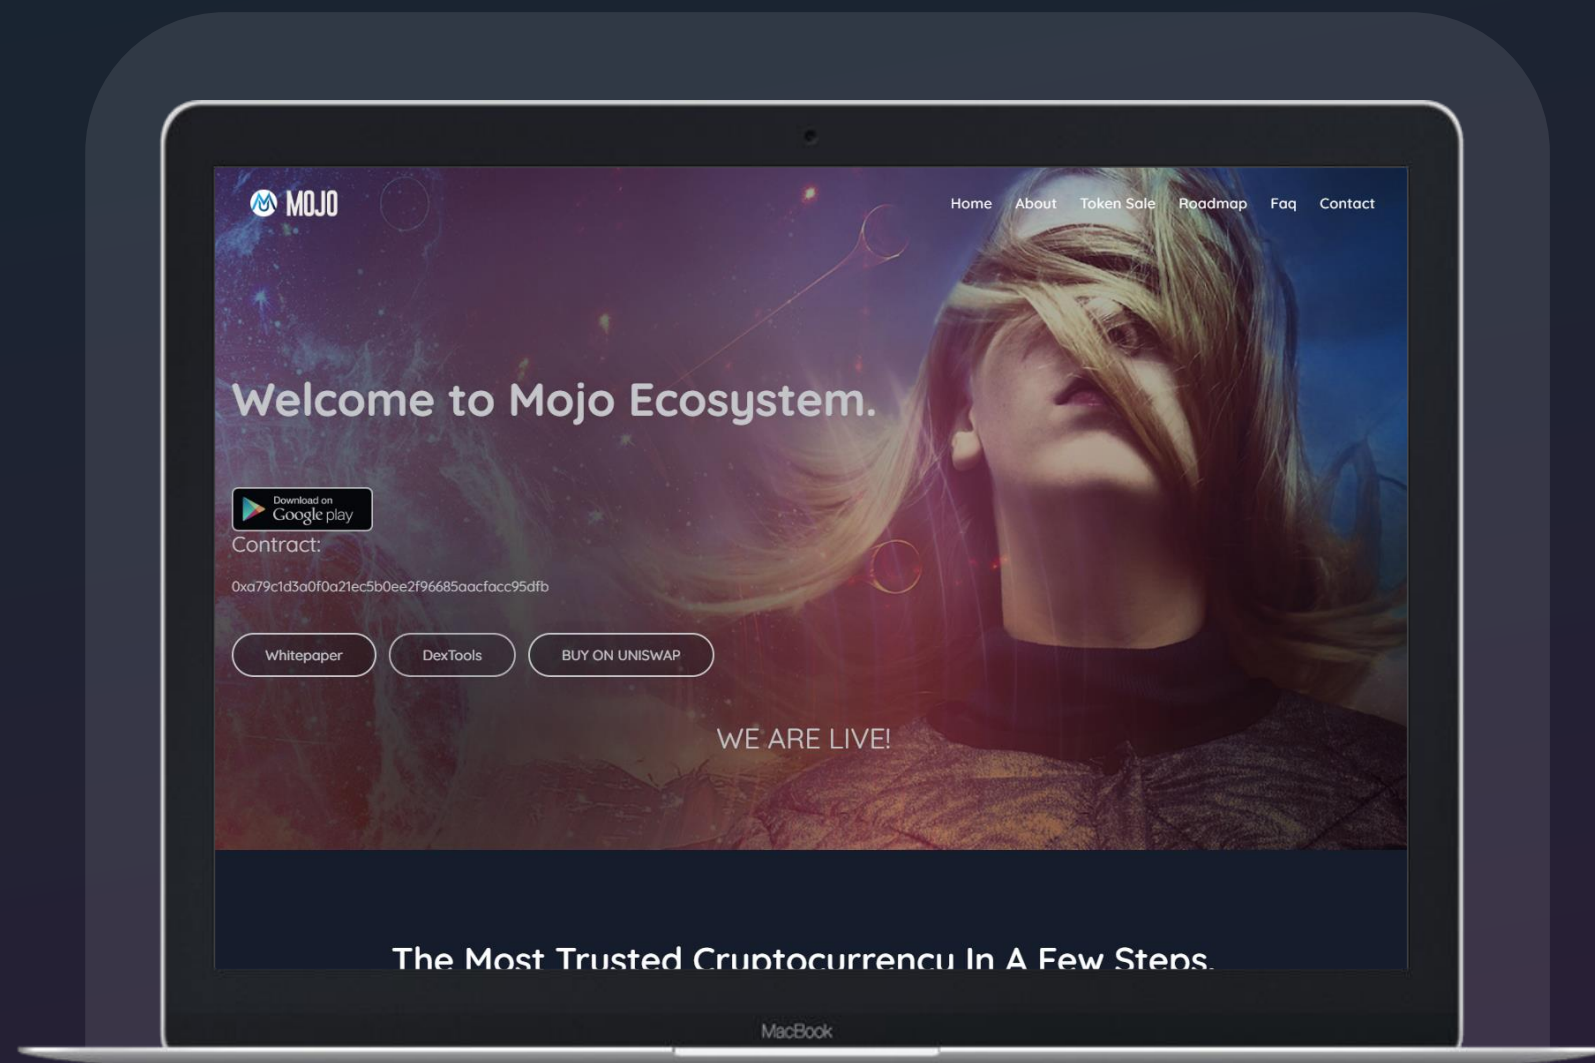 MOJO
Home About Token Sale Roadmap Faq Contact
Welcome to Mojo Ecosystem.
Download on
Google play
Contract:
0xa79c1d3a0f0a21ec5b0ee2f96685aacfacc95dfb
Whitepaper DexTools BUY ON UNISWAP
WE ARE LIVE!
The Most Trusted Cryptocurrency In A Few Steps.
MacBook